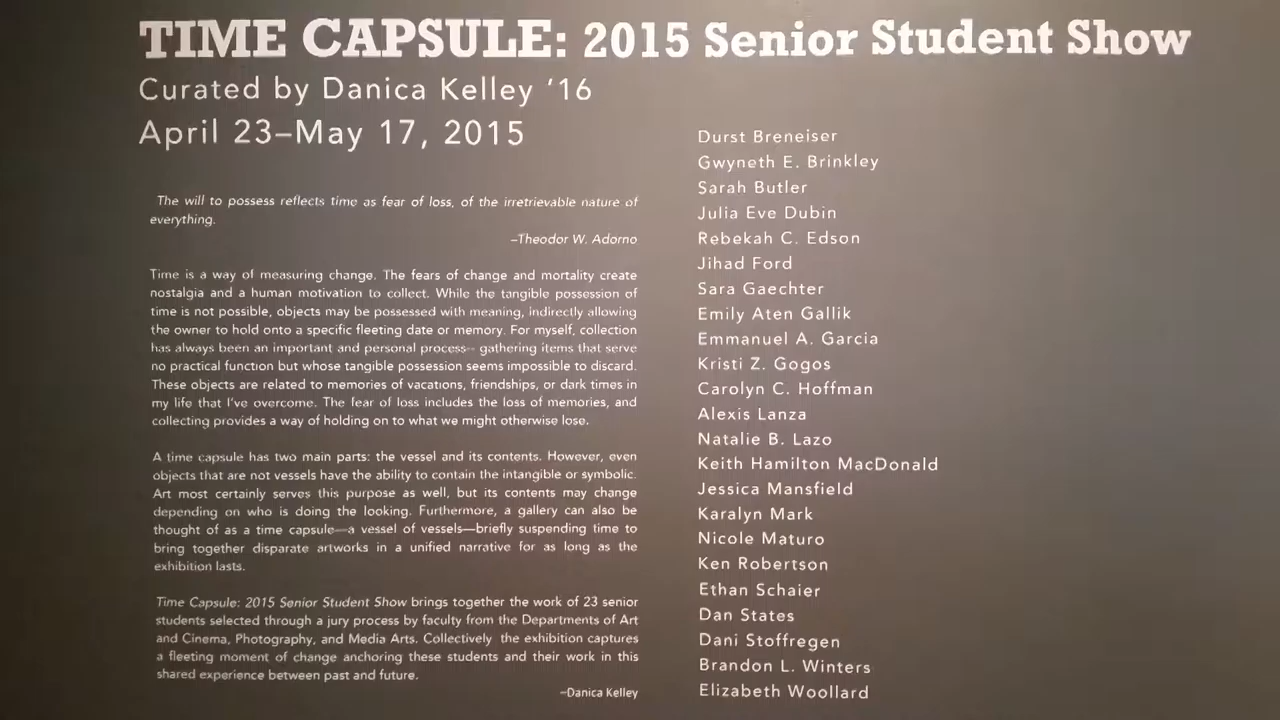 TIME CAPSULE: 2015 Senior Student Show
Curated by Danica Kelley '16
April 23–May 17, 2015
The will to possess reflects time as fear of loss, of the irretrievable nature of
everything.
–Theodor W. Adorno
Time is a way of measuring change. The fears of change and mortality create
nostalgia and a human motivation to collect. While the tangible possession of
time is not possible, objects may be possessed with meaning, indirectly allowing
the owner to hold onto a specific fleeting date or memory. For myself, collection
has always been an important and personal process-- gathering items that serve
no practical function but whose tangible possession seems impossible to discard.
These objects are related to memories of vacations, friendships, or dark times in
my life that I've overcome. The fear of loss includes the loss of memories, and
collecting provides a way of holding on to what we might otherwise lose.
A time capsule has two main parts: the vessel and its contents. However, even
objects that are not vessels have the ability to contain the intangible or symbolic.
Art most certainly serves this purpose as well, but its contents may change
depending on who is doing the looking. Furthermore, a gallery can also be
thought of as a time capsule—a vessel of vessels—briefly suspending time to
bring together disparate artworks in a unified narrative for as long as the
exhibition lasts.
Time Capsule: 2015 Senior Student Show brings together the work of 23 senior
students selected through a jury process by faculty from the Departments of Art
and Cinema, Photography, and Media Arts. Collectively the exhibition captures
a fleeting moment of change anchoring these students and their work in this
shared experience between past and future.
–Danica Kelley
Durst Breneiser
Gwyneth E. Brinkley
Sarah Butler
Julia Eve Dubin
Rebekah C. Edson
Jihad Ford
Sara Gaechter
Emily Aten Gallik
Emmanuel A. Garcia
Kristi Z. Gogos
Carolyn C. Hoffman
Alexis Lanza
Natalie B. Lazo
Keith Hamilton MacDonald
Jessica Mansfield
Karalyn Mark
Nicole Maturo
Ken Robertson
Ethan Schaier
Dan States
Dani Stoffregen
Brandon L. Winters
Elizabeth Woollard